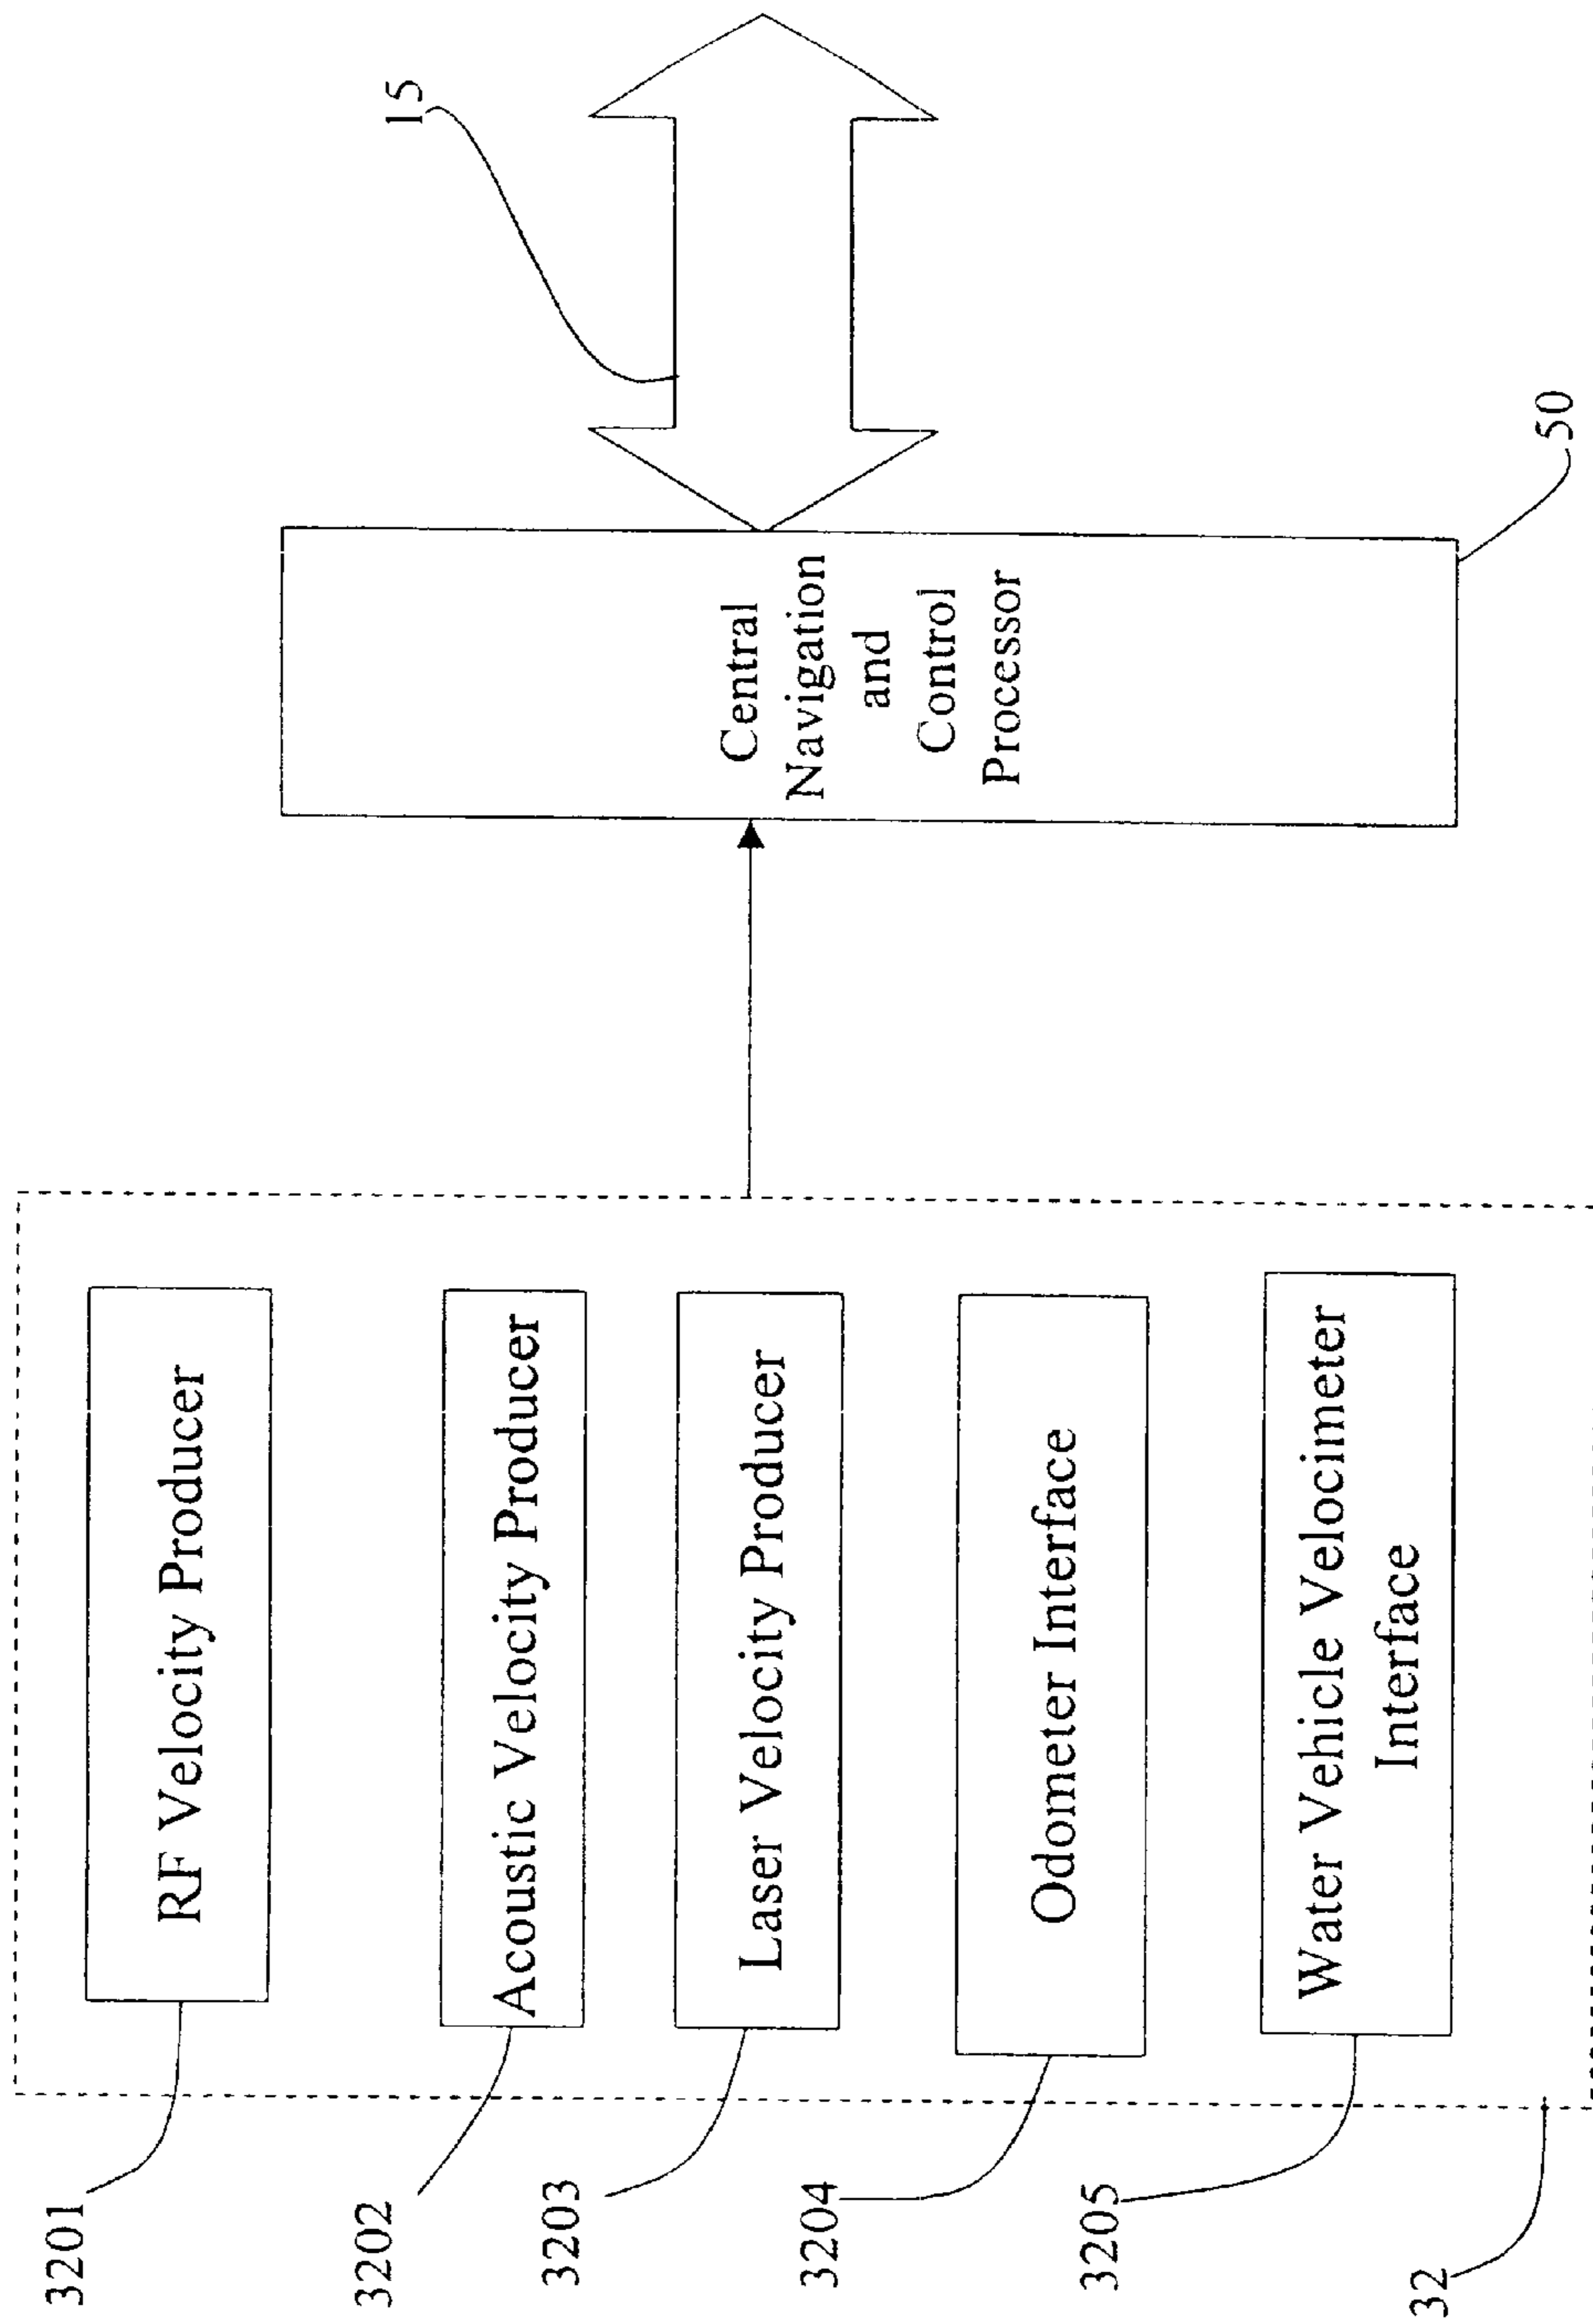 3201
RF Velocity Producer
3202
Acoustic Velocity Producer
3203
Laser Velocity Producer
3204
Odometer Interface
3205
Water Vehicle Velocimeter
Interface
32
Central
Navigation
and
Control
Processor
50
15